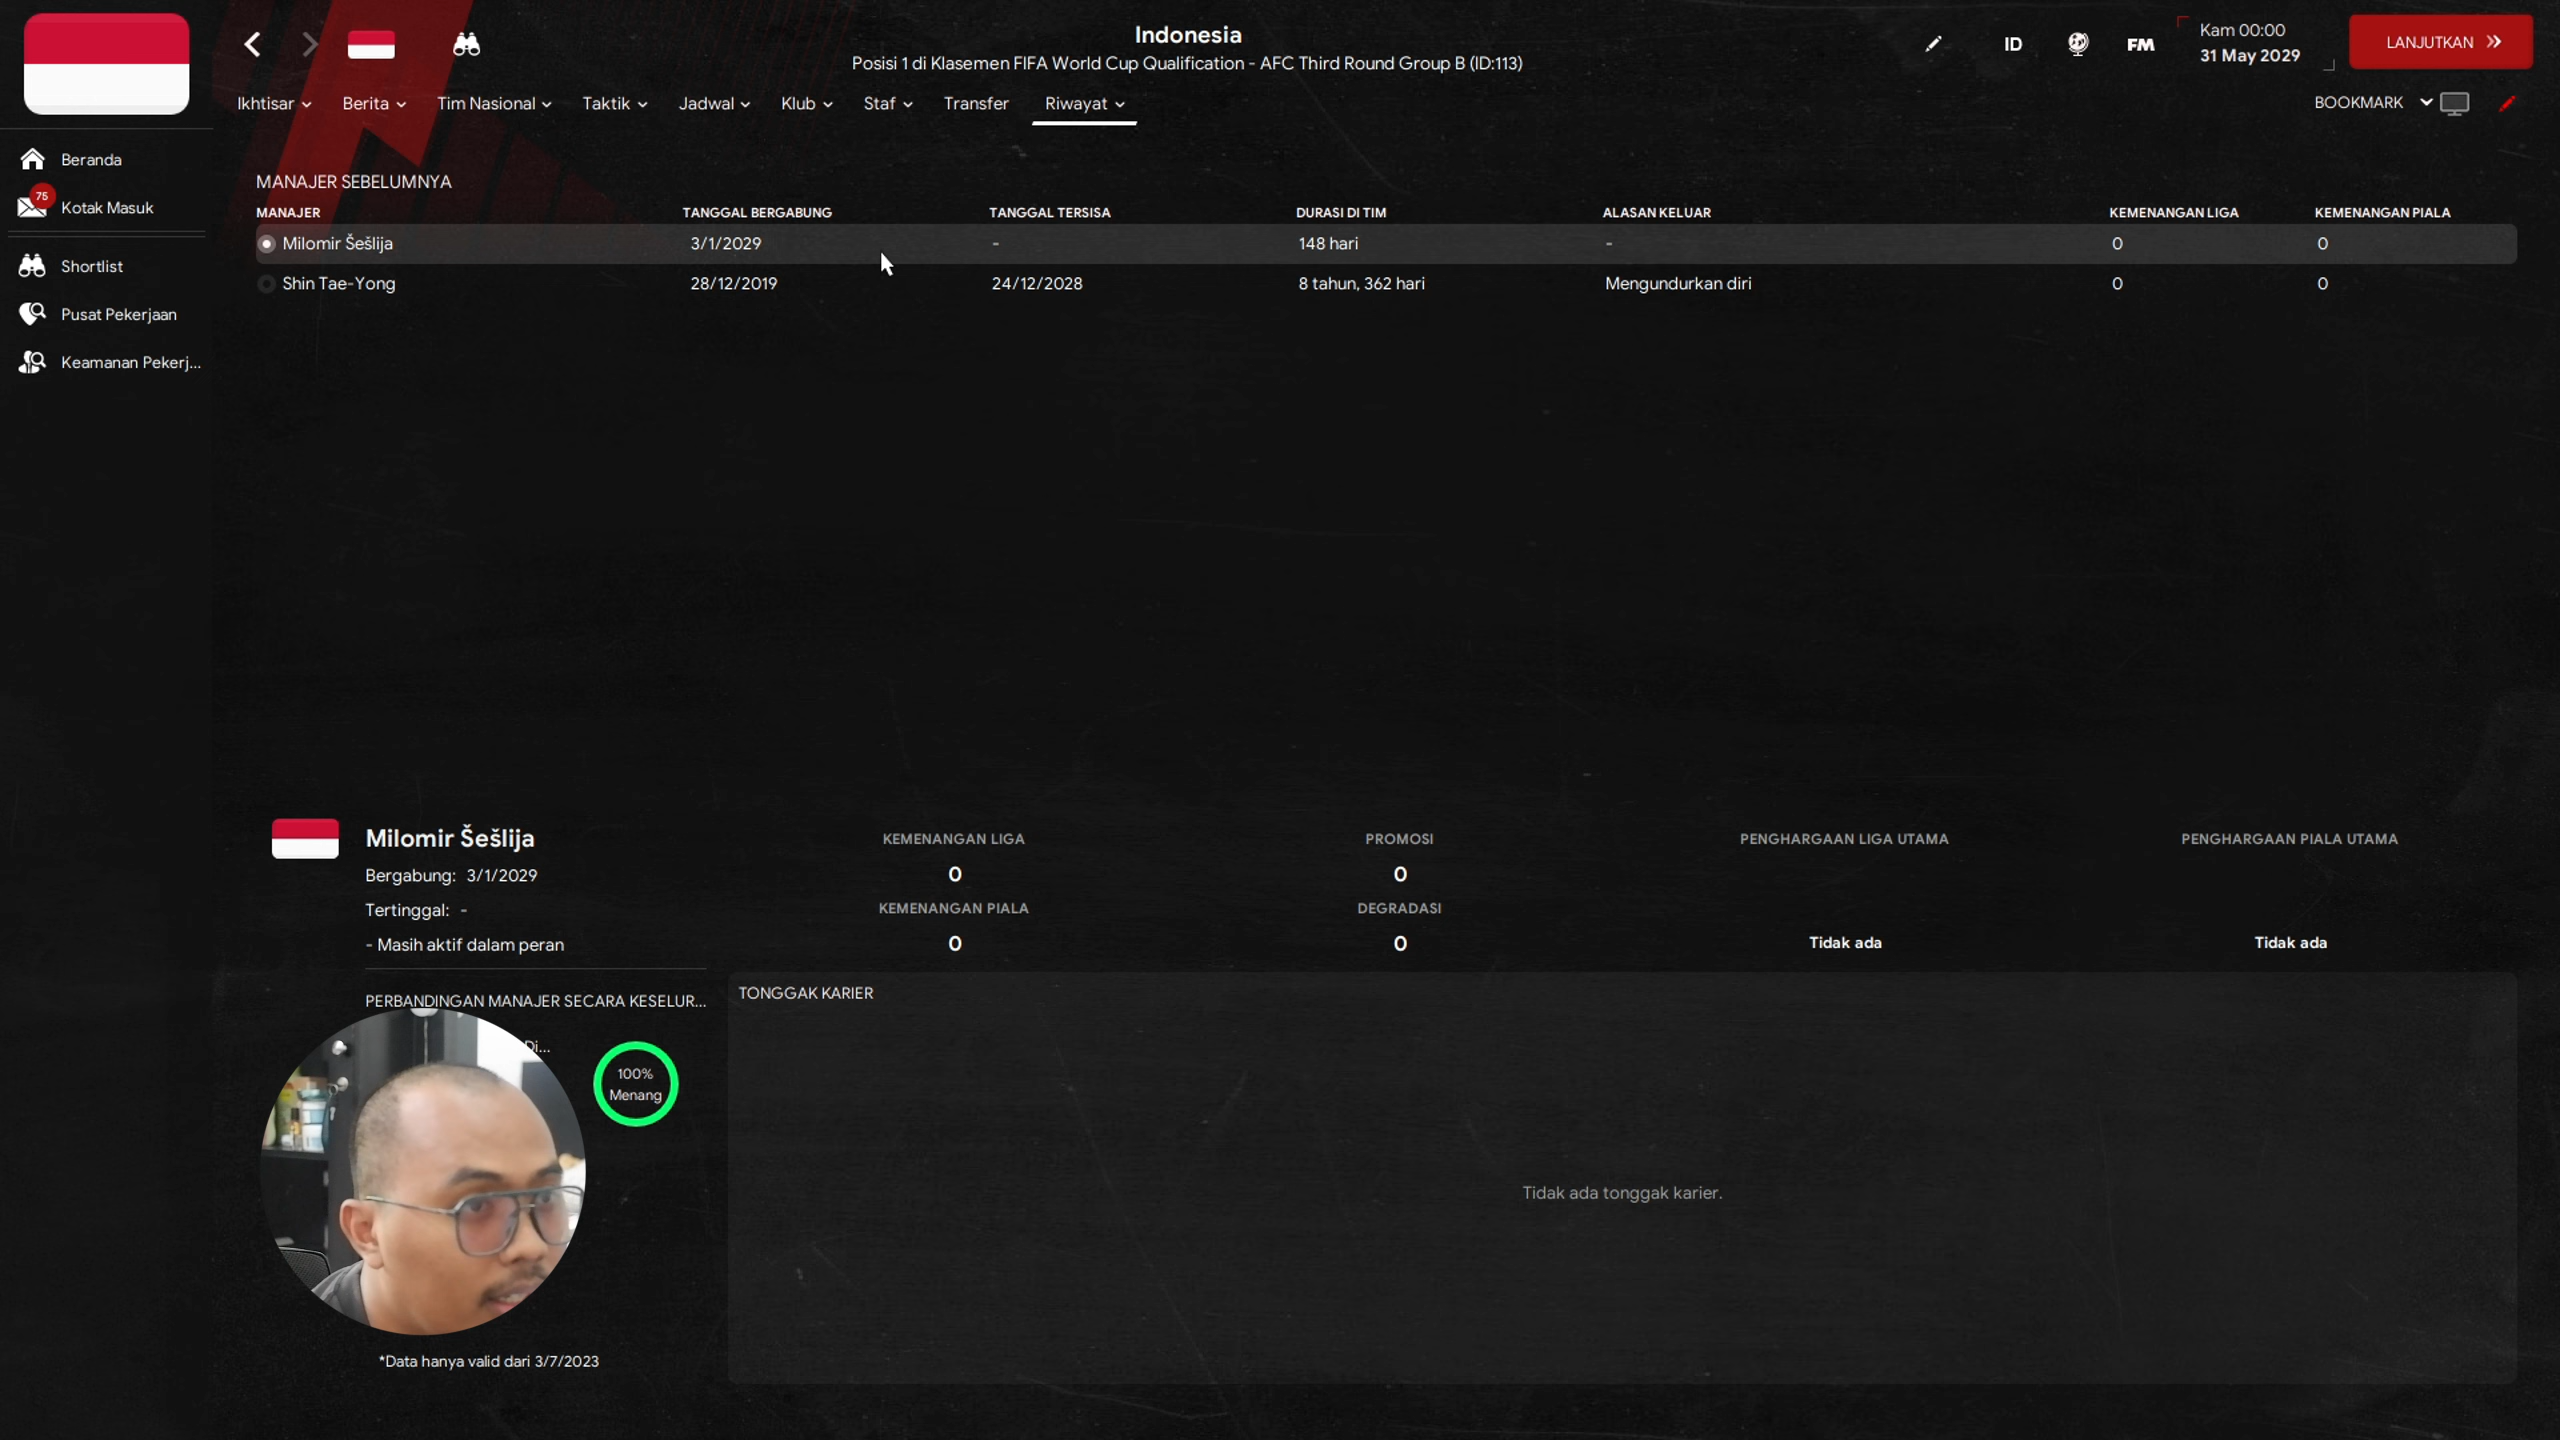 Indonesia
Posisi 1 di Klasemen FIFA World Cup Qualification - AFC Third Round Group B (ID:113)
ID
FM
Kam 00:00
31 May 2029
LANJUTKAN
Ikhtisar
Berita
Tim Nasional
Taktik
Jadwal
Klub
Staf
Transfer
Riwayat
BOOKMARK
Beranda
75
Kotak Masuk
Shortlist
Pusat Pekerjaan
Keamanan Pekerj...
MANAJER SEBELUMNYA
MANAJER TANGGAL BERGABUNG TANGGAL TERSISA DURASI DI TIM ALASAN KELUAR KEMENANGAN LIGA KEMENANGAN PIALA
Milomir Šešlija 3/1/2029 - 148 hari - 0 0
Shin Tae-Yong 28/12/2019 24/12/2028 8 tahun, 362 hari Mengundurkan diri 0 0
Milomir Šešlija
Bergabung: 3/1/2029
Tertinggal: -
- Masih aktif dalam peran
KEMENANGAN LIGA
0
KEMENANGAN PIALA
0
PROMOSI
0
DEGRADASI
0
PENGHARGAAN LIGA UTAMA
Tidak ada
PENGHARGAAN PIALA UTAMA
Tidak ada
PERBANDINGAN MANAJER SECARA KESELUR...
Di...
100%
Menang
*Data hanya valid dari 3/7/2023
TONGGAK KARIER
Tidak ada tonggak karier.